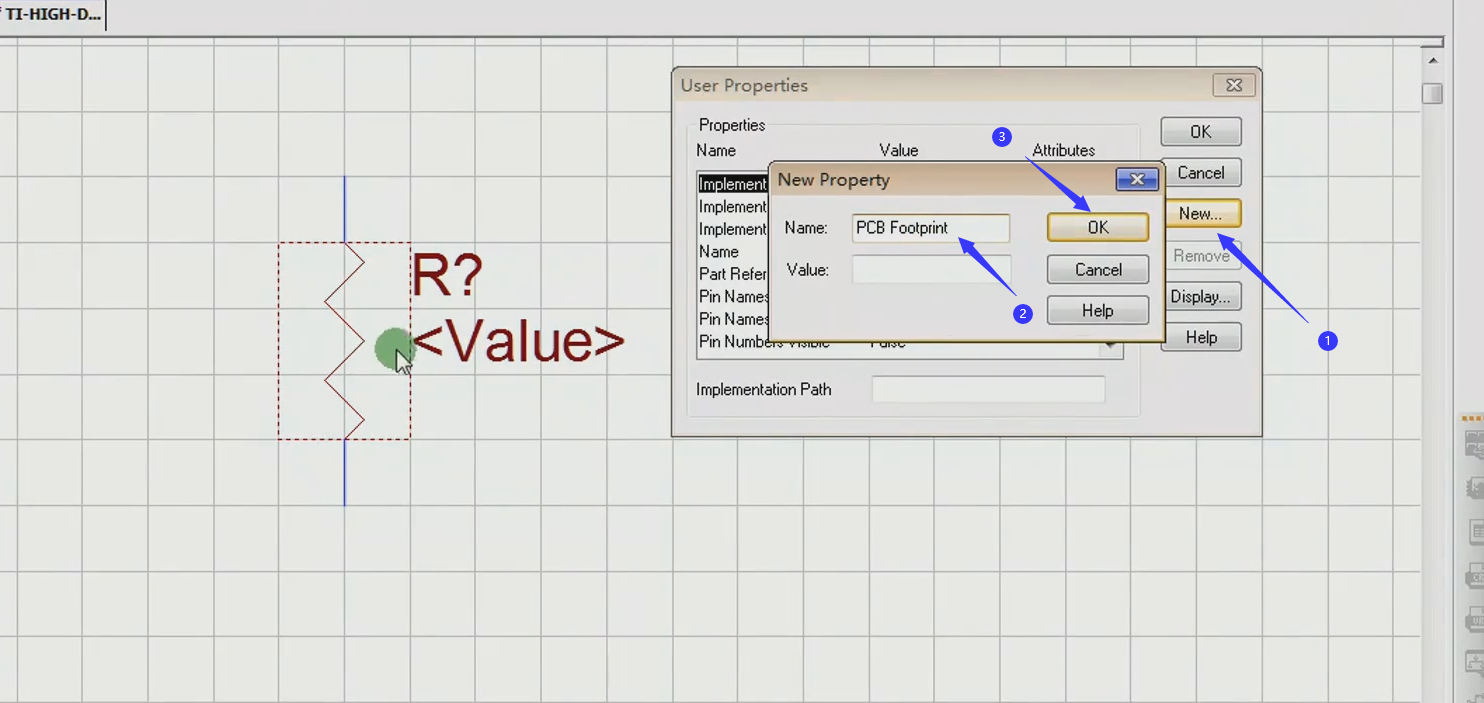 TI-HIGH-D...
User Properties
Properties
Name Value Attributes
OK
Cancel
New...
Remove
Display...
Help
Implement
Implement
Implement
Name
Part Refer
Pin Names
Pin Names
Pin Numbers Visible False
Implementation Path
New Property
Name: PCB Footprint
Value:
OK
Cancel
Help
R?
<Value>
3
2
1